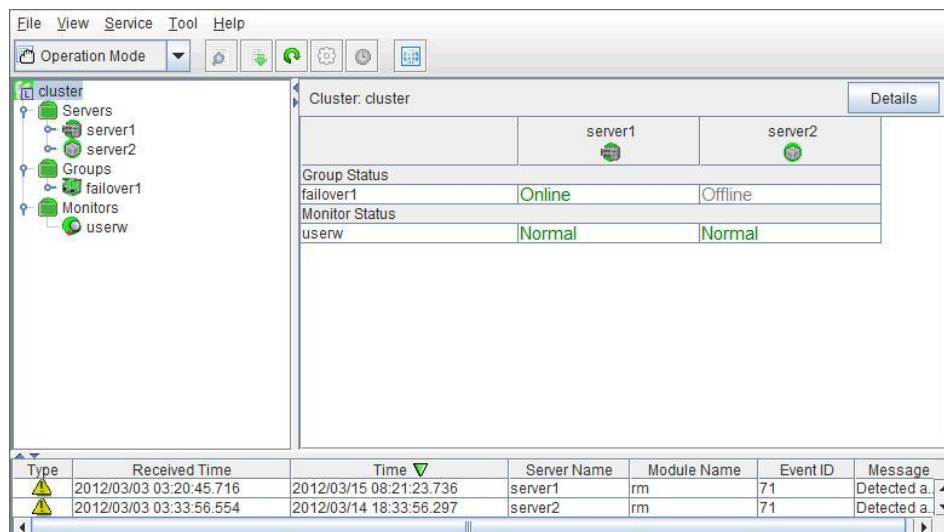 File View Service Tool Help
Operation Mode
cluster
Servers
server1
server2
Groups
failover1
Monitors
userw
Cluster: cluster Details
server1 server2
Group Status
failover1 Online Offline
Monitor Status
userw Normal Normal
Type Received Time Time Server Name Module Name Event ID Message
2012/03/03 03:20:45.716 2012/03/15 08:21:23.736 server1 rm 71 Detected a..
2012/03/03 03:33:56.554 2012/03/14 18:33:56.297 server2 rm 71 Detected a..